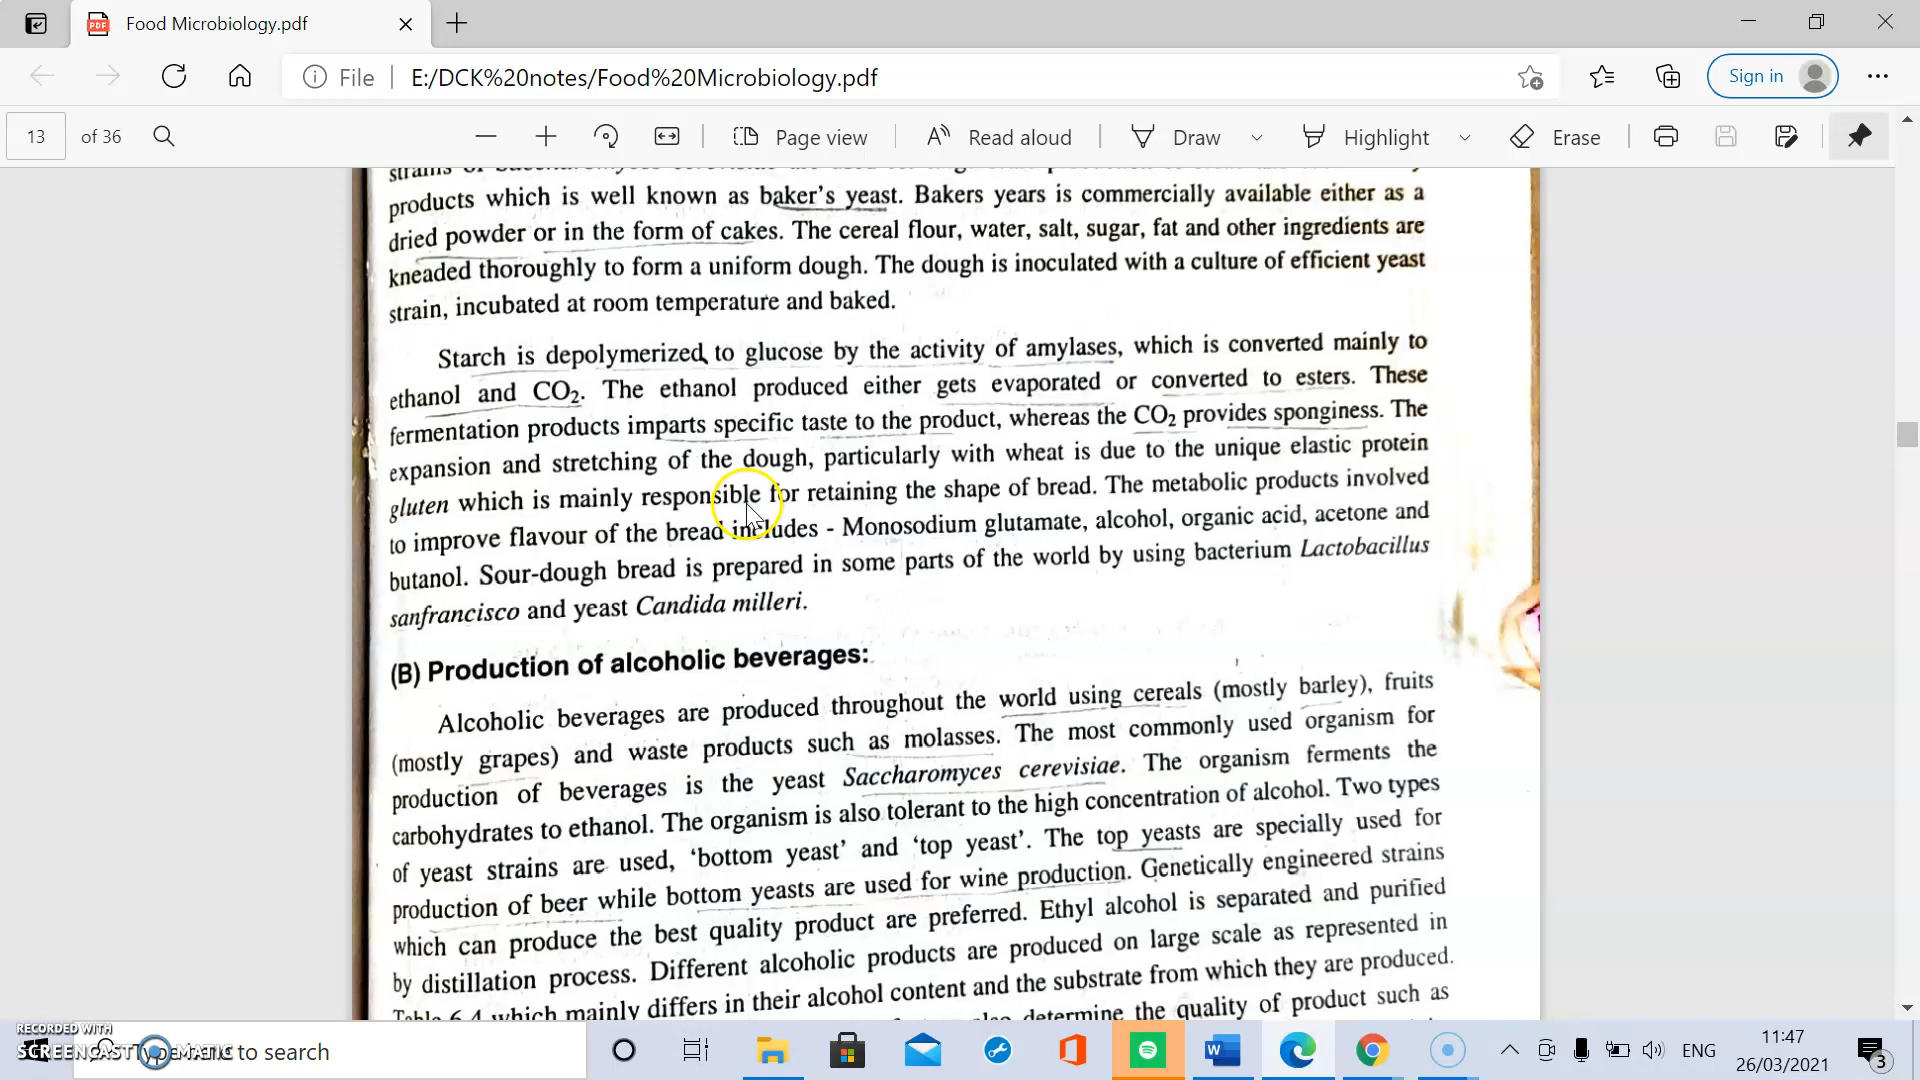 Food Microbiology.pdf
File
E:/DCK%20notes/Food%20Microbiology.pdf
Sign in
13 of 36
Page view
Read aloud
Draw
Highlight
Erase
products which is well known as baker's yeast. Bakers years is commercially available either as a
dried powder or in the form of cakes. The cereal flour, water, salt, sugar, fat and other ingredients are
kneaded thoroughly to form a uniform dough. The dough is inoculated with a culture of efficient yeast
strain, incubated at room temperature and baked.
Starch is depolymerized to glucose by the activity of amylases, which is converted mainly to
ethanol and CO₂. The ethanol produced either gets evaporated or converted to esters. These
fermentation products imparts specific taste to the product, whereas the CO₂ provides sponginess. The
expansion and stretching of the dough, particularly with wheat is due to the unique elastic protein
gluten which is mainly responsible for retaining the shape of bread. The metabolic products involved
to improve flavour of the bread includes - Monosodium glutamate, alcohol, organic acid, acetone and
butanol. Sour-dough bread is prepared in some parts of the world by using bacterium Lactobacillus
sanfrancisco and yeast Candida milleri.
(B) Production of alcoholic beverages:
Alcoholic beverages are produced throughout the world using cereals (mostly barley), fruits
(mostly grapes) and waste products such as molasses. The most commonly used organism for
production of beverages is the yeast Saccharomyces cerevisiae. The organism ferments the
carbohydrates to ethanol. The organism is also tolerant to the high concentration of alcohol. Two types
of yeast strains are used, 'bottom yeast' and 'top yeast'. The top yeasts are specially used for
production of beer while bottom yeasts are used for wine production. Genetically engineered strains
which can produce the best quality product are preferred. Ethyl alcohol is separated and purified
by distillation process. Different alcoholic products are produced on large scale as represented in
Table 6.4 which mainly differs in their alcohol content and the substrate from which they are produced.
also determine the quality of product such as
RECORDED WITH
SCREENCAST MATIC
to search
ENG
11:47
26/03/2021
3